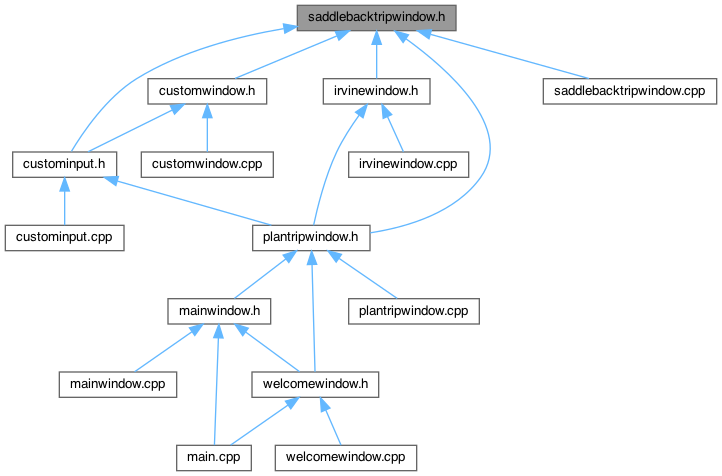 saddlebacktripwindow.h
customwindow.h
irvinewindow.h
saddlebacktripwindow.cpp
custominput.h
customwindow.cpp
irvinewindow.cpp
custominput.cpp
plantripwindow.h
mainwindow.h
plantripwindow.cpp
mainwindow.cpp
welcomewindow.h
main.cpp
welcomewindow.cpp